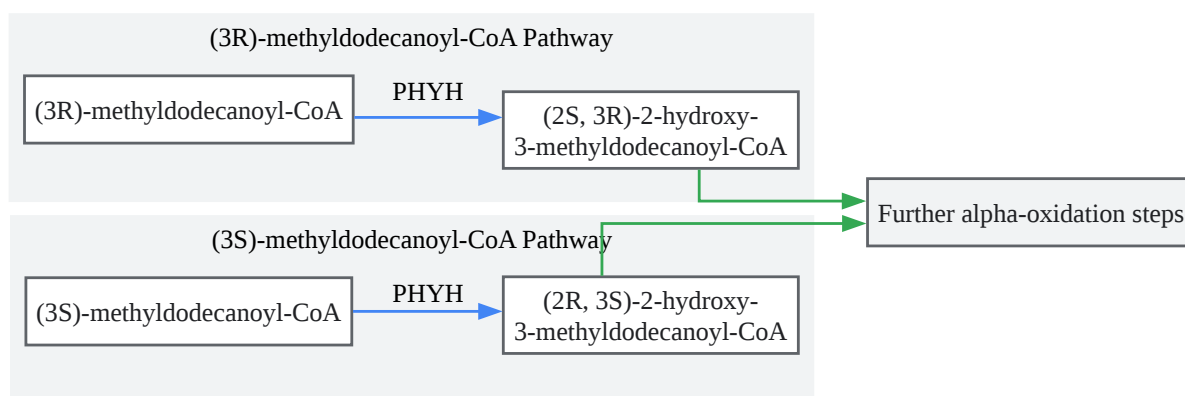 (3R)-methyldodecanoyl-CoA Pathway
(3R)-methyldodecanoyl-CoA
PHYH
(2S, 3R)-2-hydroxy-
3-methyldodecanoyl-CoA
Further alpha-oxidation steps
(3S)-methyldodecanoyl-CoA Pathway
(3S)-methyldodecanoyl-CoA
PHYH
(2R, 3S)-2-hydroxy-
3-methyldodecanoyl-CoA